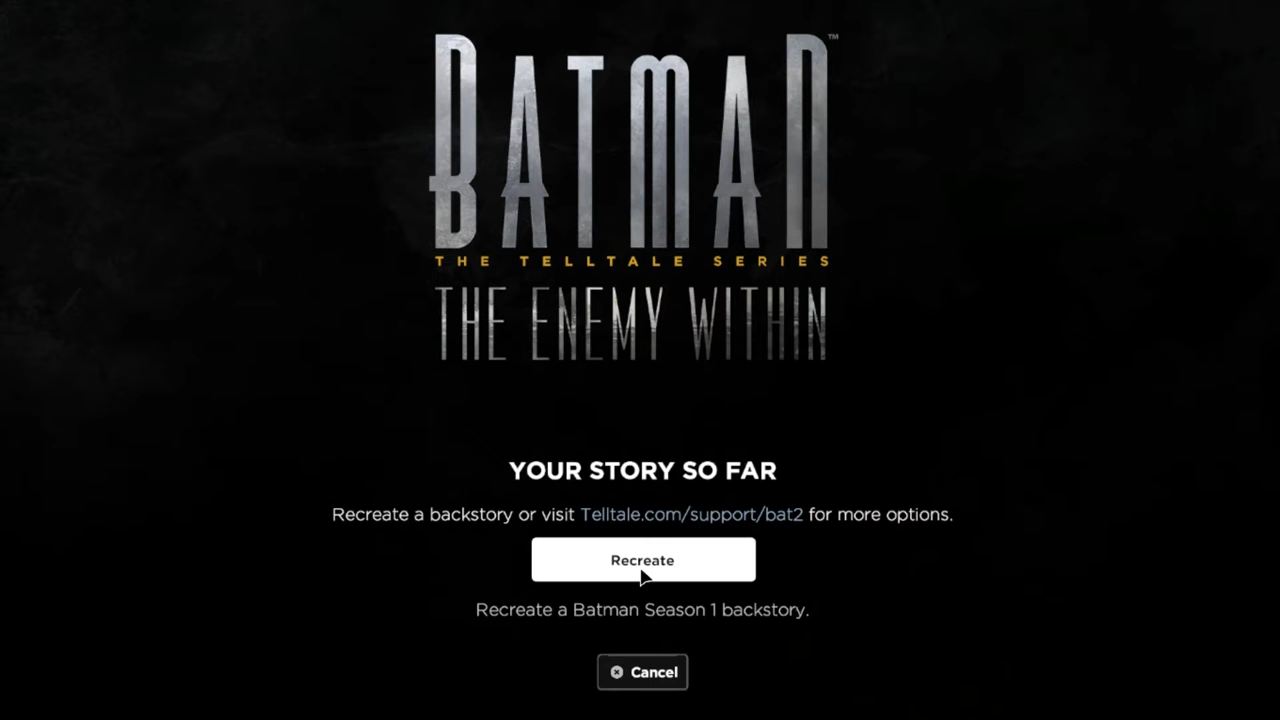 BATMAN™
THE TELLTALE SERIES
THE ENEMY WITHIN
YOUR STORY SO FAR
Recreate a backstory or visit Telltale.com/support/bat2 for more options.
Recreate
Recreate a Batman Season 1 backstory.
Cancel